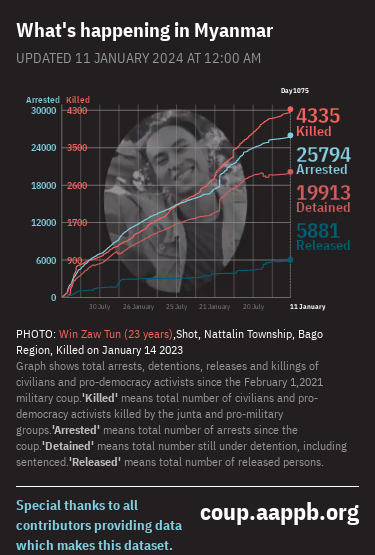 What's happening in Myanmar
UPDATED 11 JANUARY 2024 AT 12:00 AM
Day1075
Arrested Killed
30000 4300
24000 3500
18000 2600
12000 1700
6000 900
0
4335
Killed
25794
Arrested
19913
Detained
5881
Released
30 July 26 January 25 July 21 January 20 July 11 January
PHOTO: Win Zaw Tun (23 years),Shot, Nattalin Township, Bago
Region, Killed on January 14 2023
Graph shows total arrests, detentions, releases and killings of
civilians and pro-democracy activists since the February 1,2021
military coup.'Killed' means total number of civilians and pro-
democracy activists killed by the junta and pro-military
groups.'Arrested' means total number of arrests since the
coup.'Detained' means total number still under detention, including
sentenced.'Released' means total number of released persons.
Special thanks to all
contributors providing data
which makes this dataset.
coup.aappb.org